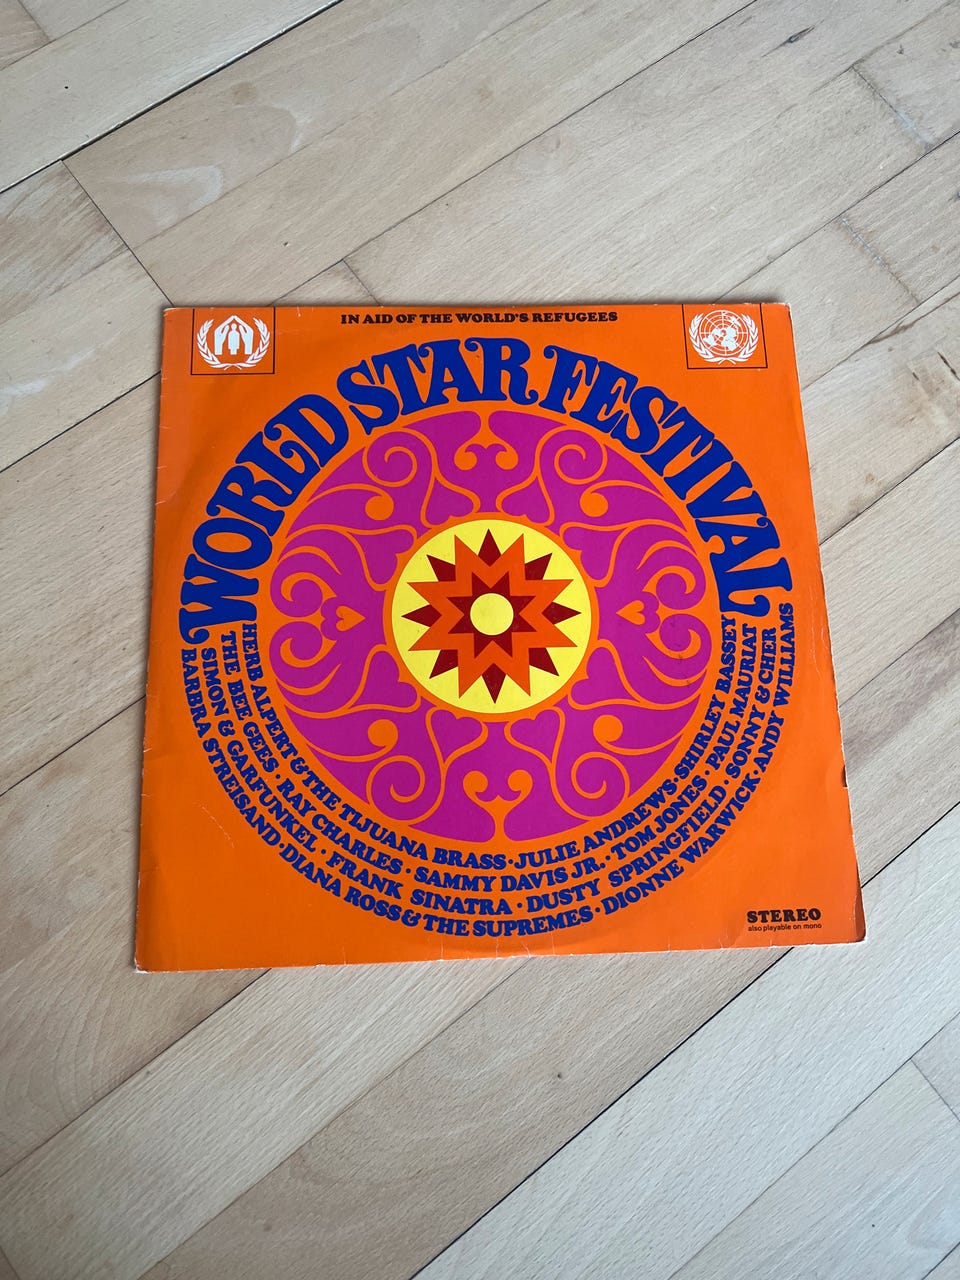 IN AID OF THE WORLD'S REFUGEES
WORLD STAR FESTIVAL
HERB ALPERT & THE TIJUANA BRASS · JULIE ANDREWS · SHIRLEY BASSEY
THE BEE GEES · RAY CHARLES · SAMMY DAVIS JR. · TOM JONES · PAUL MAURIAT
SIMON & GARFUNKEL · FRANK SINATRA · DUSTY SPRINGFIELD · SONNY & CHER
BARBRA STREISAND · DIANA ROSS & THE SUPREMES · DIONNE WARWICK · ANDY WILLIAMS
STEREO
also playable on mono